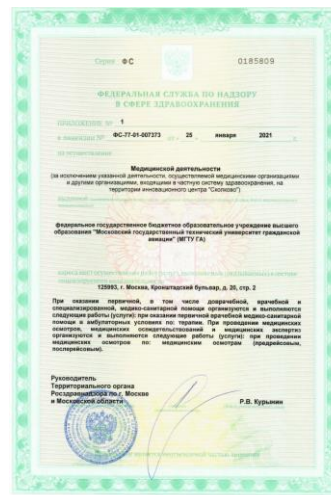 Серия ФС 0185809
ФЕДЕРАЛЬНАЯ СЛУЖБА ПО НАДЗОРУ
В СФЕРЕ ЗДРАВООХРАНЕНИЯ
ПРИЛОЖЕНИЕ № 1
к лицензии № ФС-77-01-007373 от « 25 » января 2021 г.
на осуществление
Медицинской деятельности
(за исключением указанной деятельности, осуществляемой медицинскими организациями
и другими организациями, входящими в частную систему здравоохранения, на
территории инновационного центра "Сколково")
федеральное государственное бюджетное образовательное учреждение высшего
образования "Московский государственный технический университет гражданской
авиации" (МГТУ ГА)
125993, г. Москва, Кронштадтский бульвар, д. 20, стр. 2
При оказании первичной, в том числе доврачебной, врачебной и
специализированной, медико-санитарной помощи организуются и выполняются
следующие работы (услуги): при оказании первичной врачебной медико-санитарной
помощи в амбулаторных условиях по: терапии. При проведении медицинских
осмотров, медицинских освидетельствований и медицинских экспертиз
организуются и выполняются следующие работы (услуги): при проведении
медицинских осмотров по: медицинским осмотрам (предрейсовым,
послерейсовым).
Руководитель
Территориального органа
Росздравнадзора по г. Москве
и Московской области Р.В. Курынин